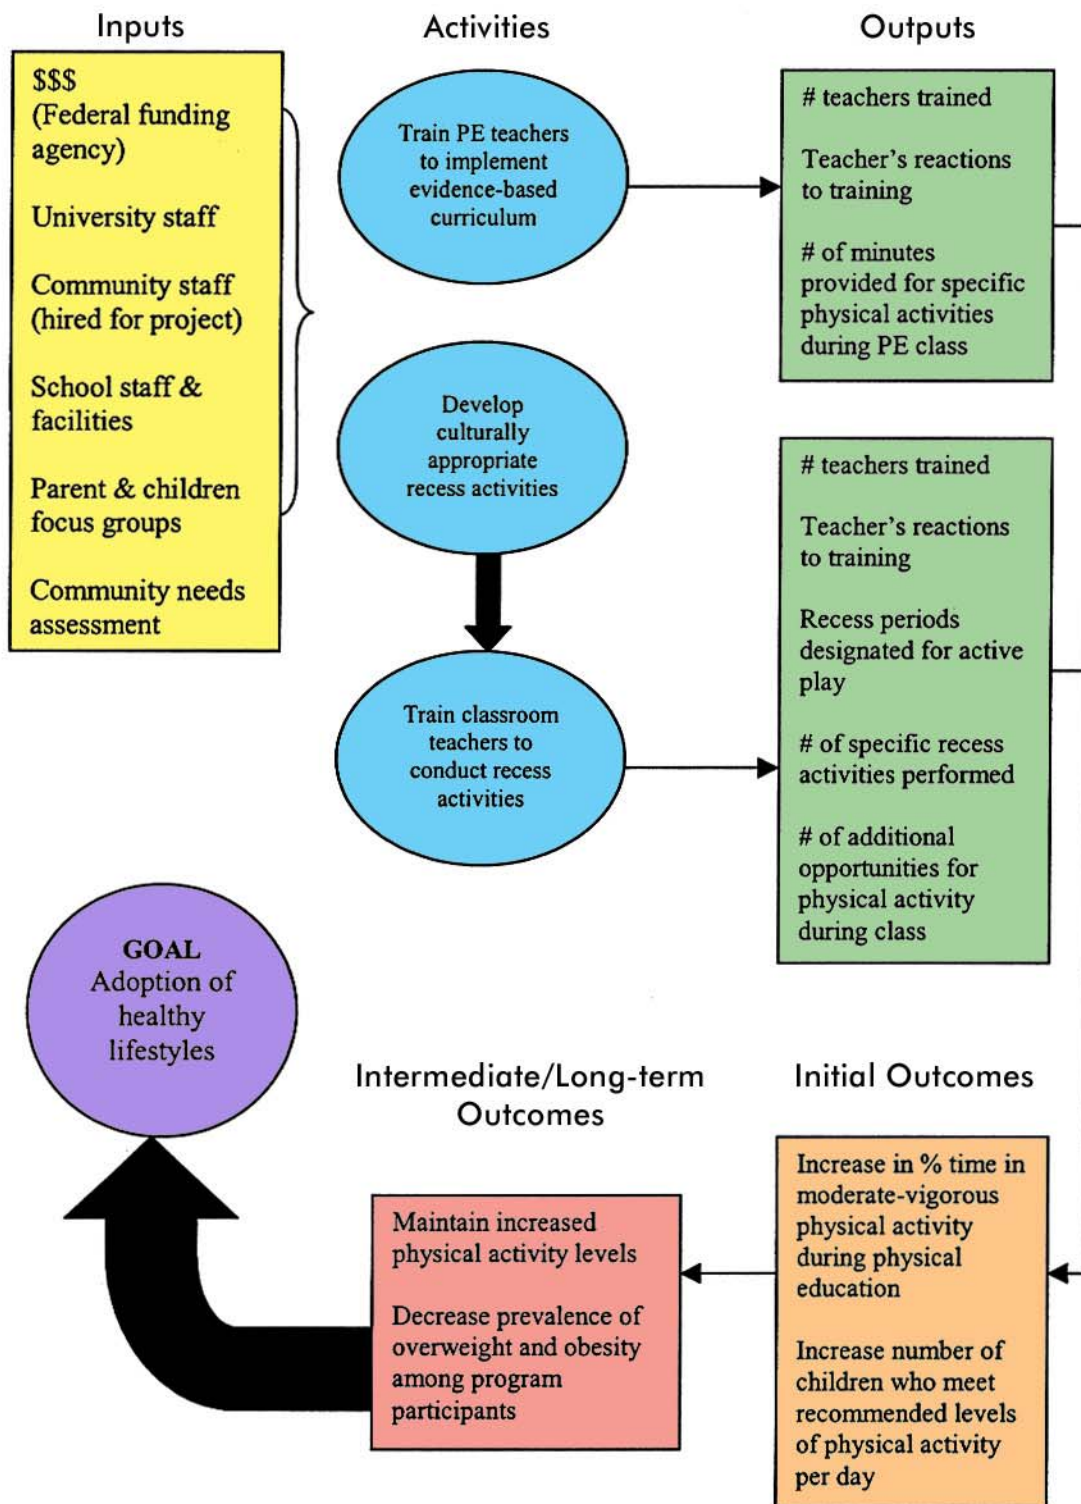 Inputs
$$$
(Federal funding
agency)
University staff
Community staff
(hired for project)
School staff &
facilities
Parent & children
focus groups
Community needs
assessment
Activities
Train PE teachers
to implement
evidence-based
curriculum
Develop
culturally
appropriate
recess activities
Train classroom
teachers to
conduct recess
activities
Outputs
# teachers trained
Teacher's reactions
to training
# of minutes
provided for specific
physical activities
during PE class
# teachers trained
Teacher's reactions
to training
Recess periods
designated for active
play
# of specific recess
activities performed
# of additional
opportunities for
physical activity
during class
Initial Outcomes
Increase in % time in
moderate-vigorous
physical activity
during physical
education
Increase number of
children who meet
recommended levels
of physical activity
per day
Intermediate/Long-term
Outcomes
Maintain increased
physical activity levels
Decrease prevalence of
overweight and obesity
among program
participants
GOAL
Adoption of
healthy
lifestyles